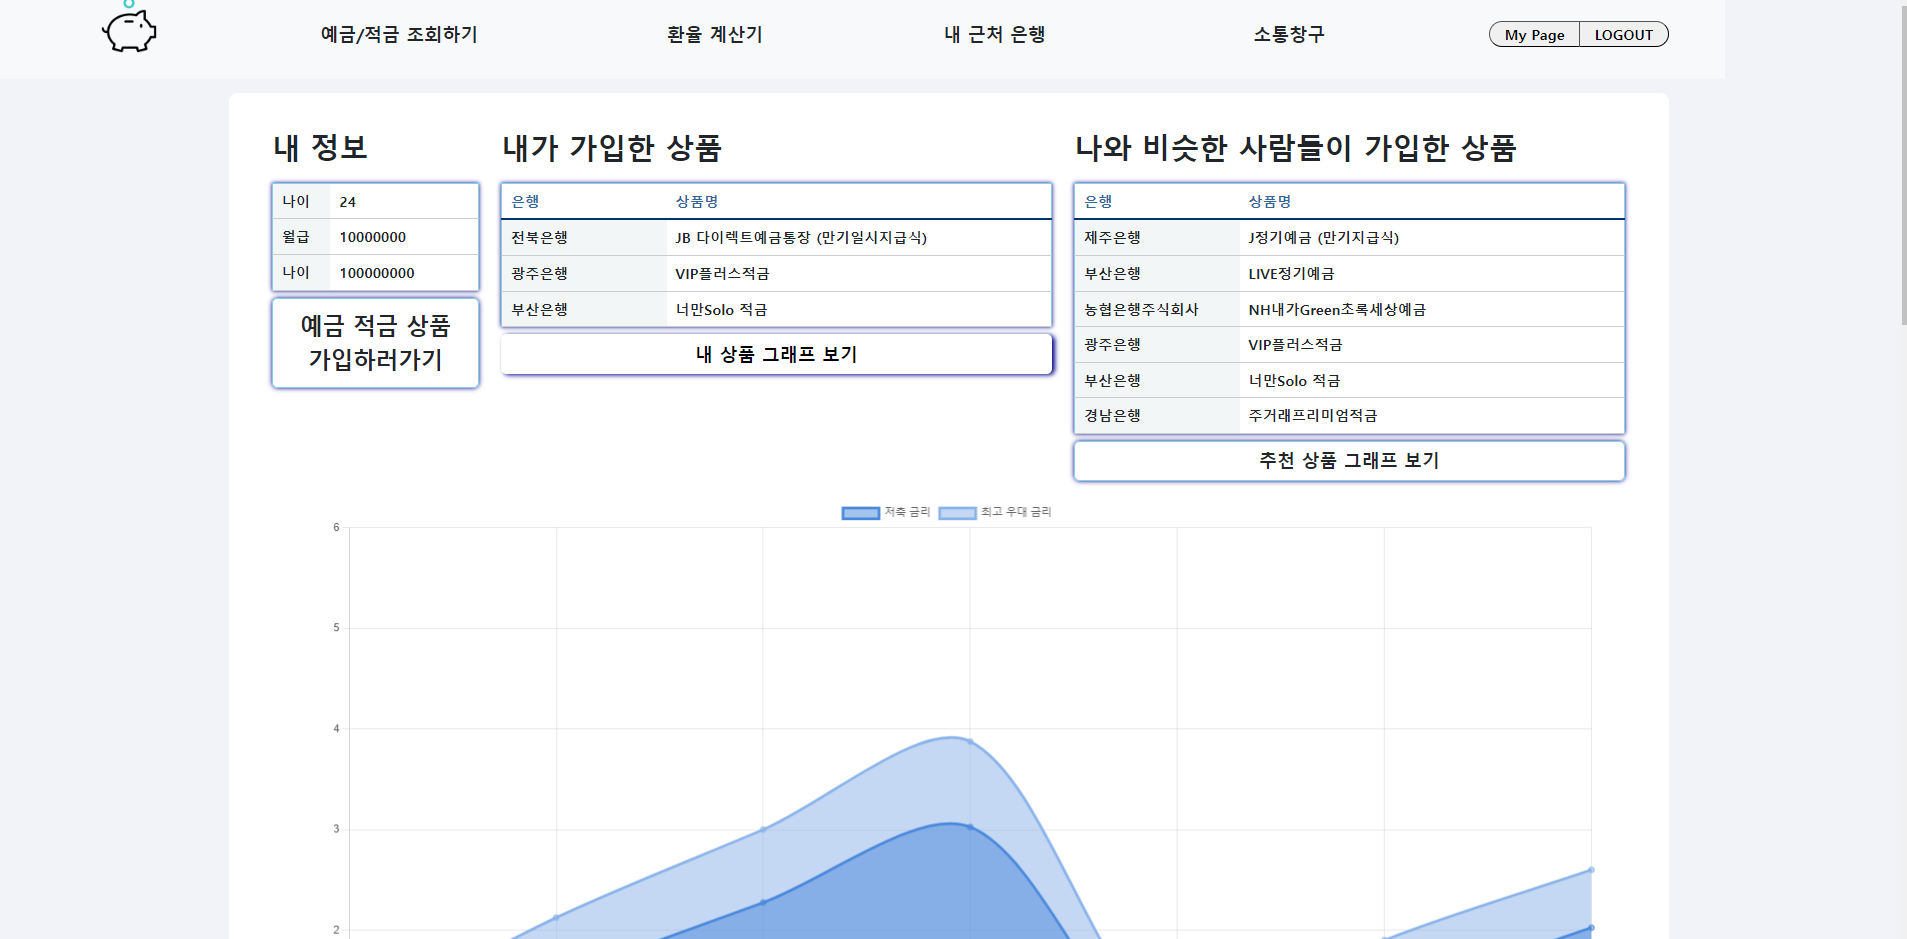 예금/적금 조회하기
환율 계산기
내 근처 은행
소통창구
My Page
LOGOUT
내 정보
나이 24
월급 10000000
나이 100000000
예금 적금 상품
가입하러가기
내가 가입한 상품
은행 상품명
전북은행 JB 다이렉트예금통장 (만기일시지급식)
광주은행 VIP플러스적금
부산은행 너만Solo 적금
내 상품 그래프 보기
나와 비슷한 사람들이 가입한 상품
은행 상품명
제주은행 J정기예금 (만기지급식)
부산은행 LIVE정기예금
농협은행주식회사 NH내가Green초록세상예금
광주은행 VIP플러스적금
부산은행 너만Solo 적금
경남은행 주거래프리미엄적금
추천 상품 그래프 보기
저축 금리 최고 우대 금리
6
5
4
3
2